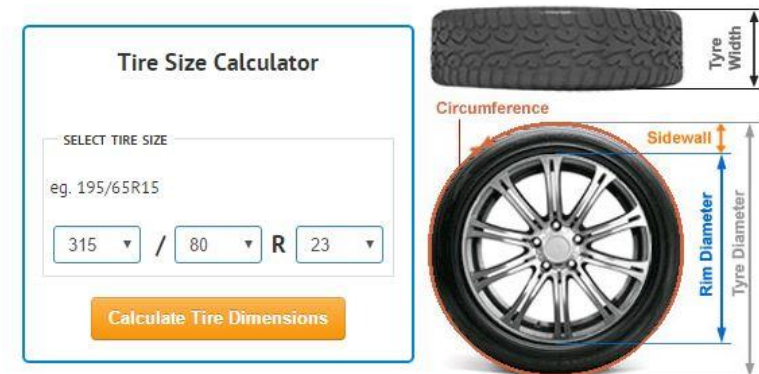 Tire Size Calculator
SELECT TIRE SIZE
eg. 195/65R15
315 / 80 R 23
Calculate Tire Dimensions
Tyre
Width
Circumference
Sidewall
Rim Diameter
Tyre Diameter